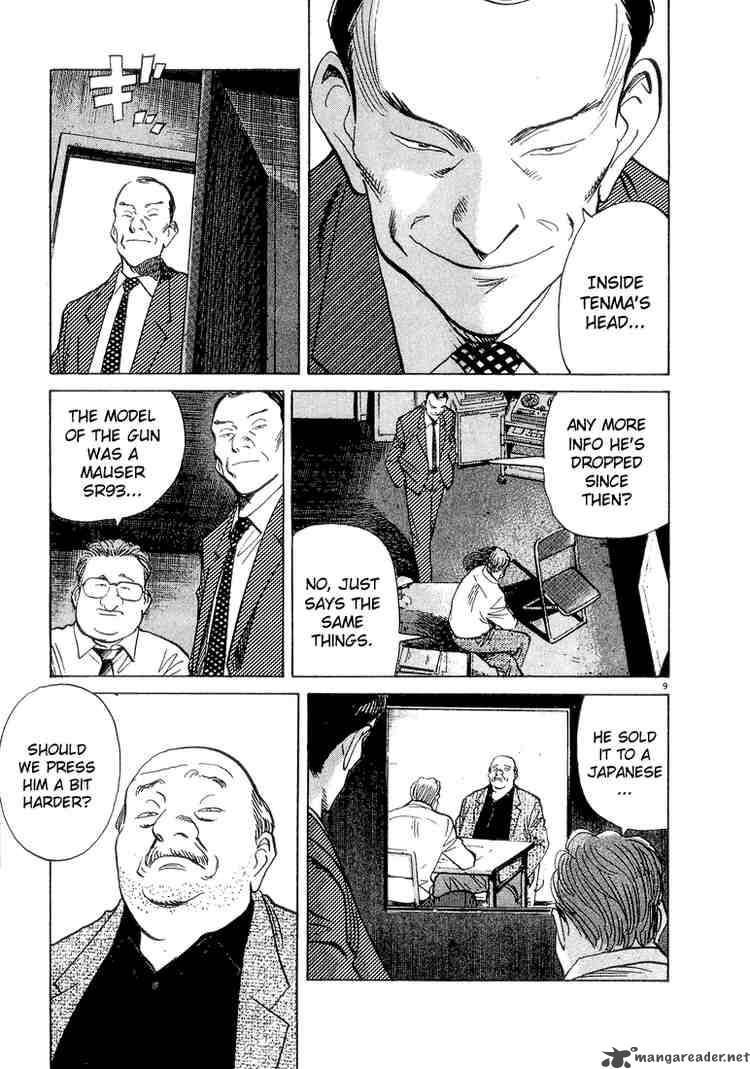 INSIDE
TENMA'S
HEAD...
ギィ
ANY MORE
INFO HE'S
DROPPED
SINCE
THEN?
NO, JUST
SAYS THE
SAME
THINGS.
THE MODEL
OF THE GUN
WAS A
MAUSER
SR93...
9
HE SOLD
IT TO A
JAPANESE
...
SHOULD
WE PRESS
HIM A BIT
HARDER?
mangareader.net